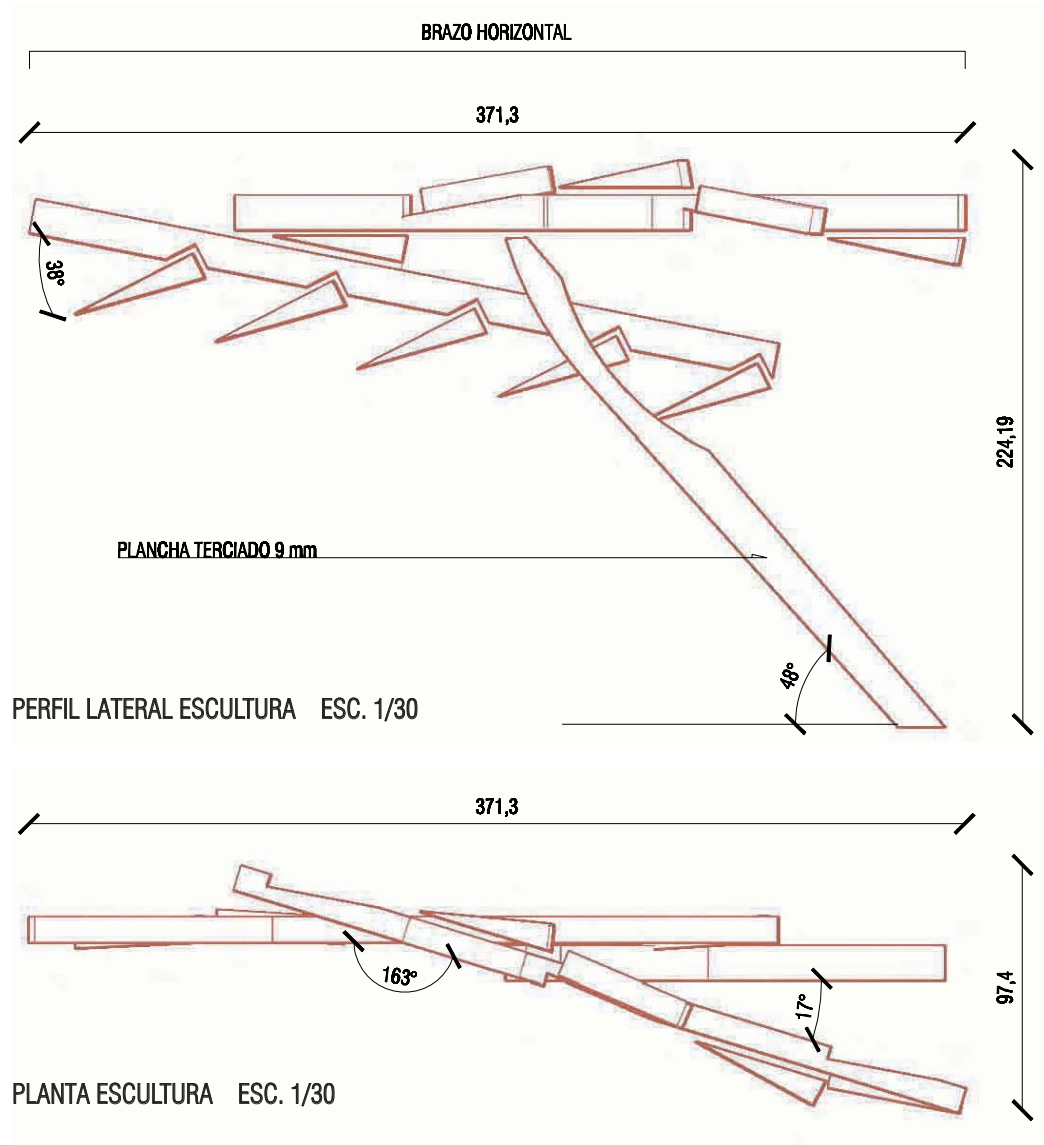 BRAZO HORIZONTAL
371,3
38°
224,19
PLANCHA TERCIADO 9 mm
48°
PERFIL LATERAL ESCULTURA ESC. 1/30
371,3
163°
17°
97,4
PLANTA ESCULTURA ESC. 1/30